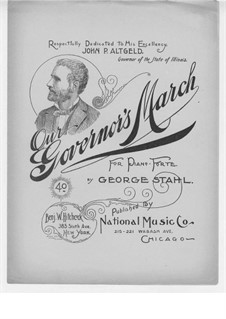 Respectfully Dedicated To His Excellency
JOHN P. ALTGELD.
Governor of the State of Illinois.
Our
Governor's March
For Piano-Forte
By GEORGE STAHL.
40
Published By
National Music Co.
215-221 WABASH AVE.
CHICAGO
Benj. W. Hitchcock
385 Sixth Ave.
New York.